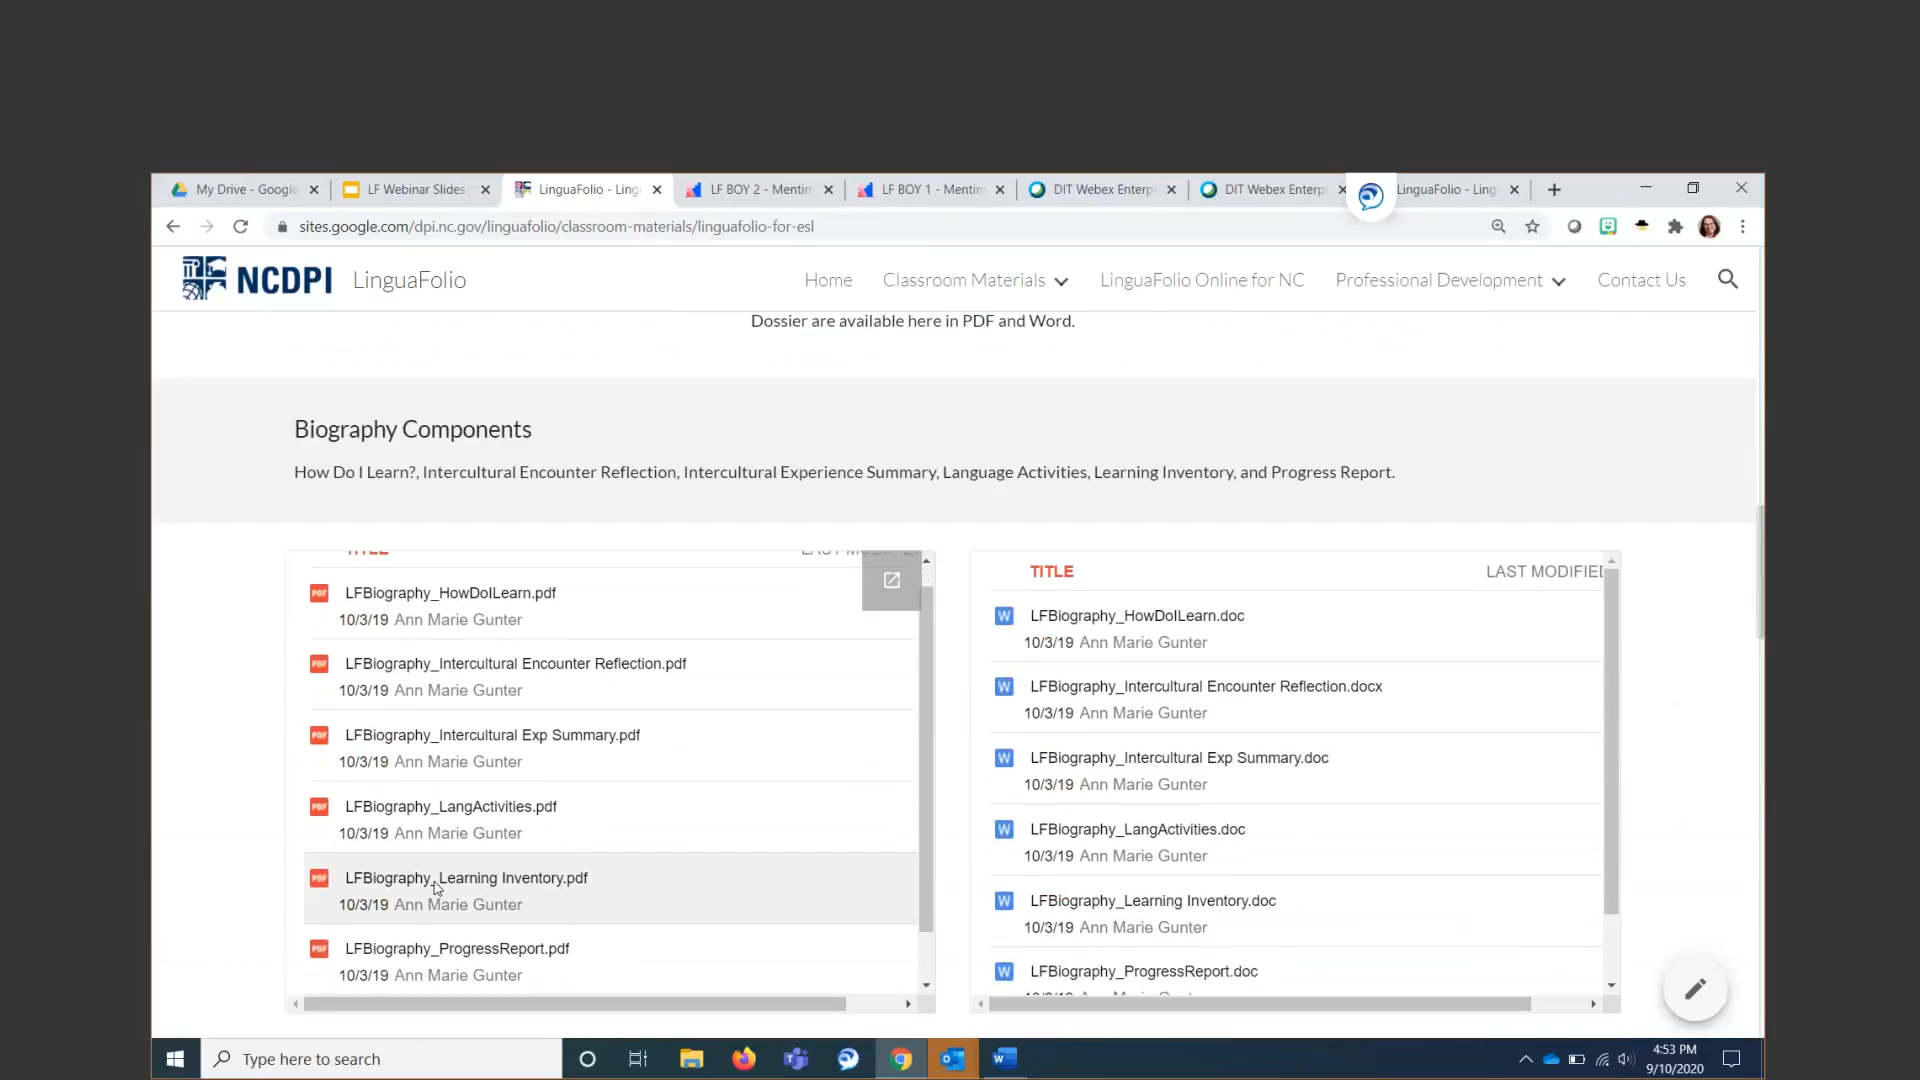 My Drive - Google
LF Webinar Slides
LinguaFolio - Ling
LF BOY 2 - Mentim
LF BOY 1 - Mentim
DIT Webex Enterp
DIT Webex Enterp
LinguaFolio - Ling
sites.google.com/dpi.nc.gov/linguafolio/classroom-materials/linguafolio-for-esl
NCDPI LinguaFolio
Home
Classroom Materials
LinguaFolio Online for NC
Professional Development
Contact Us
Dossier are available here in PDF and Word.
Biography Components
How Do I Learn?, Intercultural Encounter Reflection, Intercultural Experience Summary, Language Activities, Learning Inventory, and Progress Report.
TITLE
PDF LFBiography_HowDoILearn.pdf
10/3/19 Ann Marie Gunter
PDF LFBiography_Intercultural Encounter Reflection.pdf
10/3/19 Ann Marie Gunter
PDF LFBiography_Intercultural Exp Summary.pdf
10/3/19 Ann Marie Gunter
PDF LFBiography_LangActivities.pdf
10/3/19 Ann Marie Gunter
PDF LFBiography_Learning Inventory.pdf
10/3/19 Ann Marie Gunter
PDF LFBiography_ProgressReport.pdf
10/3/19 Ann Marie Gunter
TITLE LAST MODIFIED
W LFBiography_HowDoILearn.doc
10/3/19 Ann Marie Gunter
W LFBiography_Intercultural Encounter Reflection.docx
10/3/19 Ann Marie Gunter
W LFBiography_Intercultural Exp Summary.doc
10/3/19 Ann Marie Gunter
W LFBiography_LangActivities.doc
10/3/19 Ann Marie Gunter
W LFBiography_Learning Inventory.doc
10/3/19 Ann Marie Gunter
W LFBiography_ProgressReport.doc
Type here to search
4:53 PM
9/10/2020